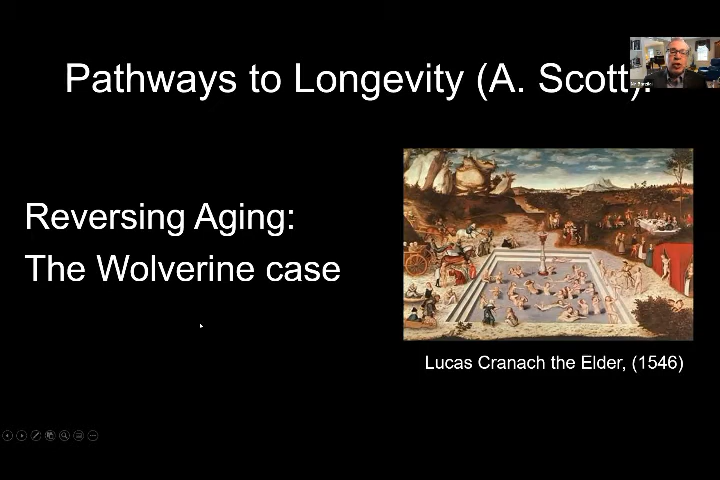 Pathways to Longevity (A. Scott):
Reversing Aging:
The Wolverine case
Lucas Cranach the Elder, (1546)